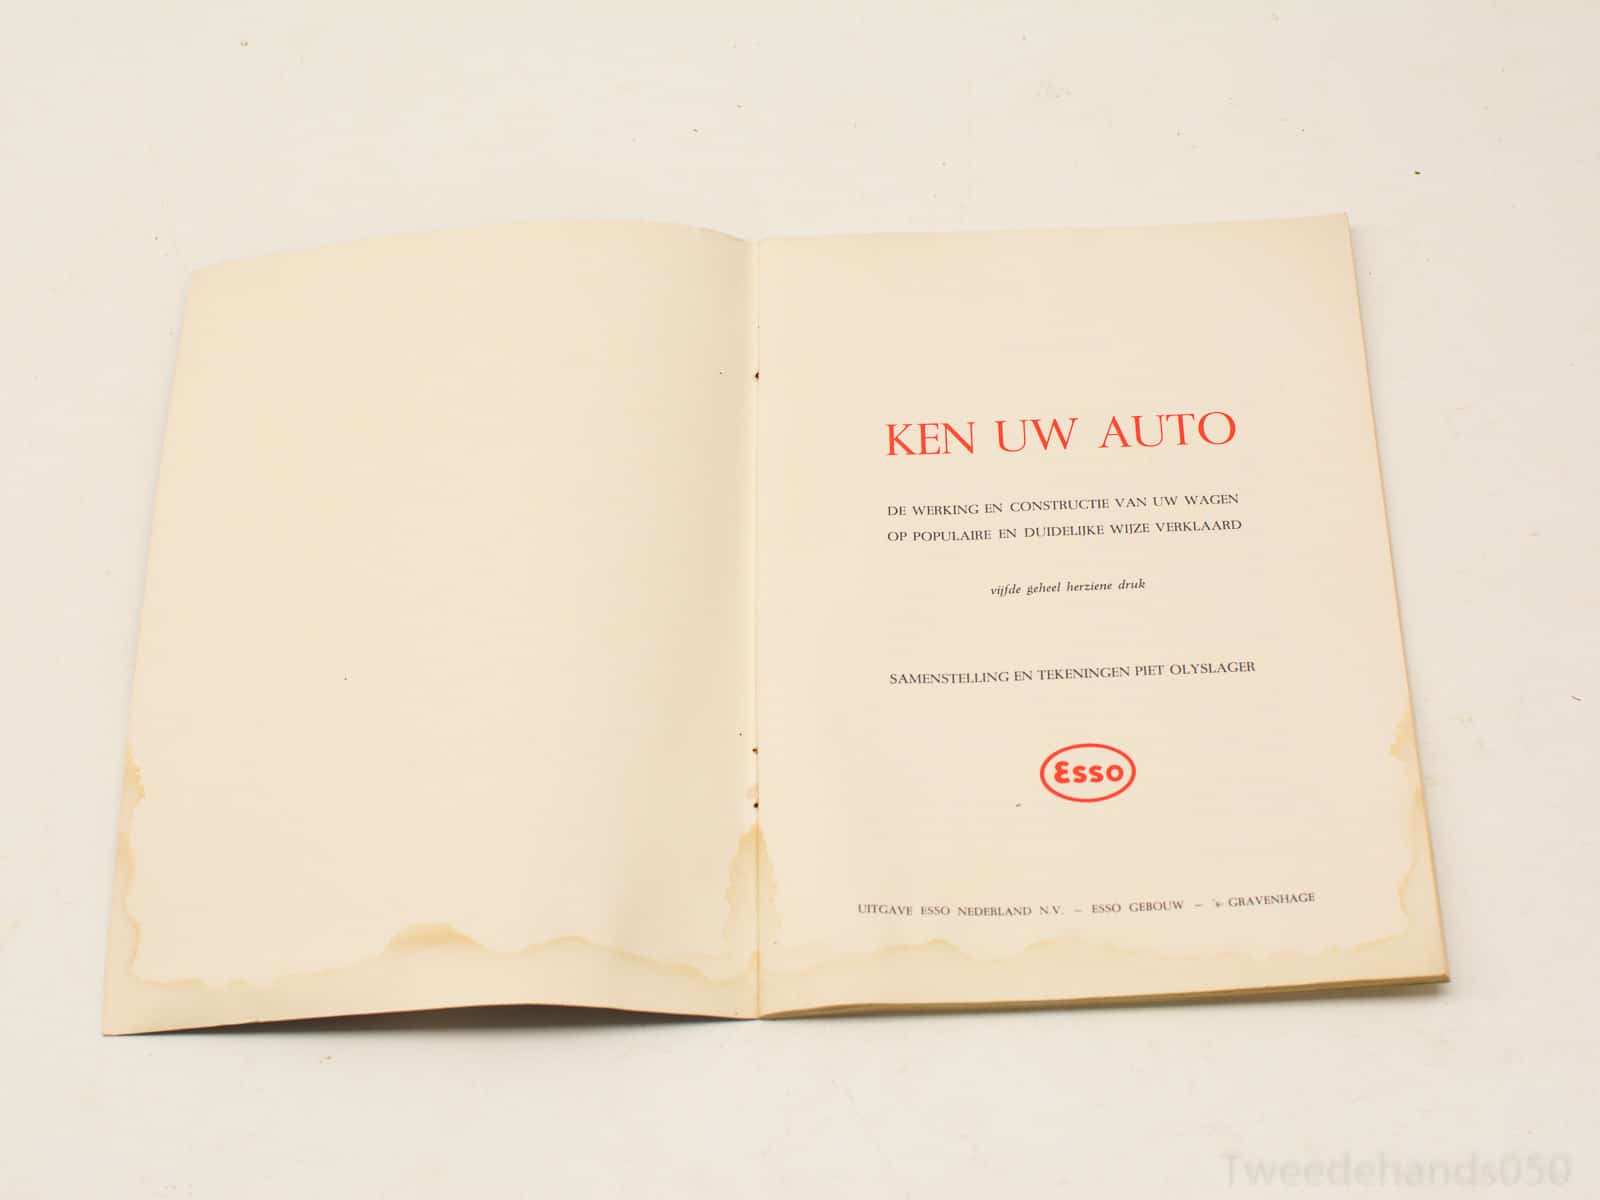 KEN UW AUTO
DE WERKING EN CONSTRUCTIE VAN UW WAGEN
OP POPULAIRE EN DUIDELIJKE WIJZE VERKLAARD
vijfde geheel herziene druk
SAMENSTELLING EN TEKENINGEN PIET OLYSLAGER
Esso
UITGAVE ESSO NEDERLAND N.V. – ESSO GEBOUW – 's- GRAVENHAGE
Tweedehands050